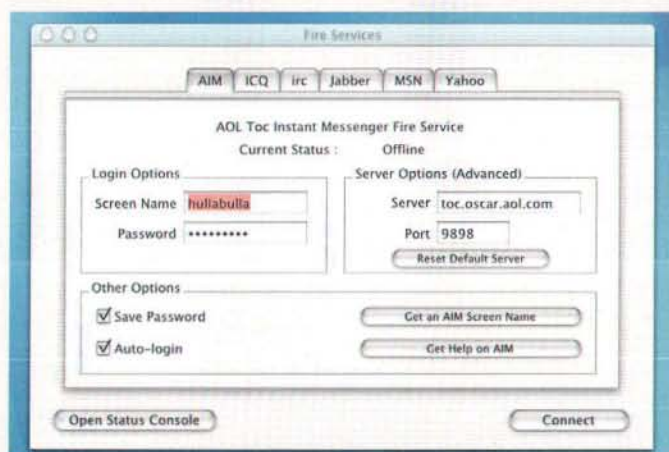 Fire Services
AIM ICQ irc Jabber MSN Yahoo
AOL Toc Instant Messenger Fire Service
Current Status : Offline
Login Options
Screen Name hullabulla
Password •••••••••
Server Options (Advanced)
Server toc.oscar.aol.com
Port 9898
Reset Default Server
Other Options
Save Password
Auto-login
Get an AIM Screen Name
Get Help on AIM
Open Status Console
Connect